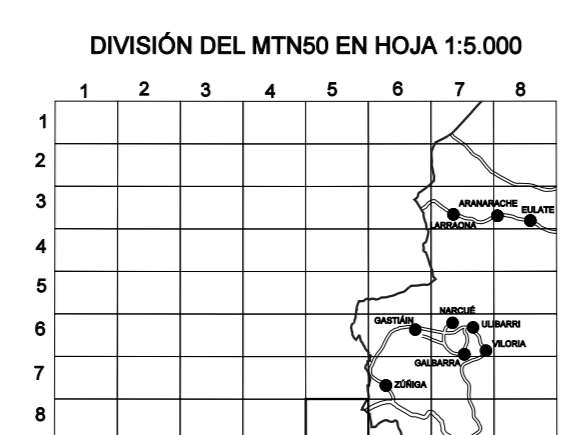 DIVISIÓN DEL MTN50 EN HOJA 1:5.000
1 2 3 4 5 6 7 8
1
2
3
ARANARACHE
EULATE
LARRAONA
4
5
NARCUÉ
6
GASTIÁIN
ULIBARRI
VILORIA
GALBARRA
7
ZÚÑIGA
8